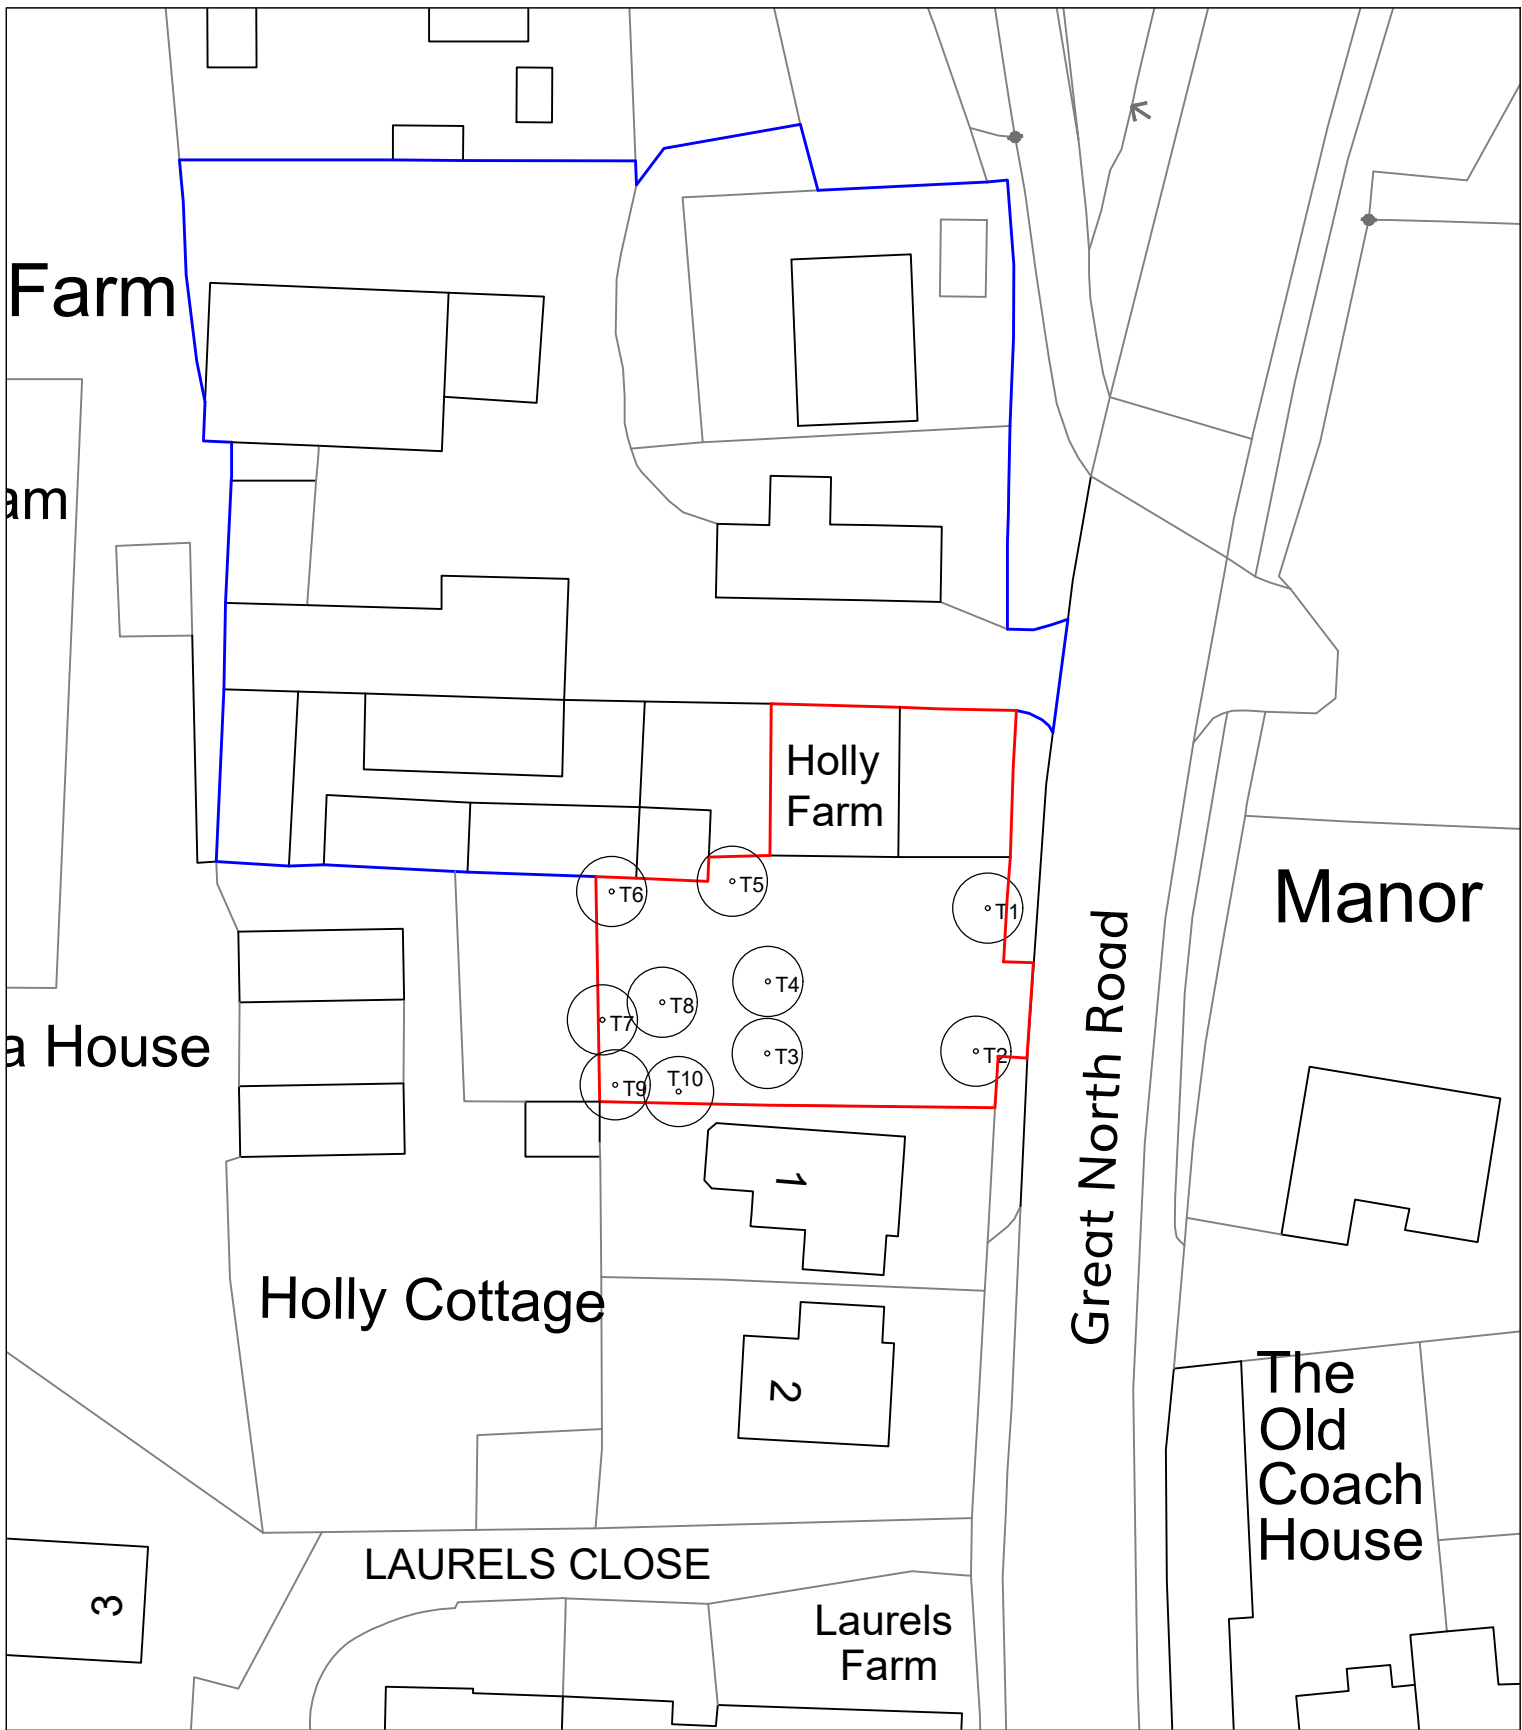 Farm
am
Holly
Farm
T6
T5
T1
Manor
T4
T8
T7
T3
T2
T10
T9
a House
Great North Road
1
Holly Cottage
2
The
Old
Coach
House
LAURELS CLOSE
3
Laurels
Farm